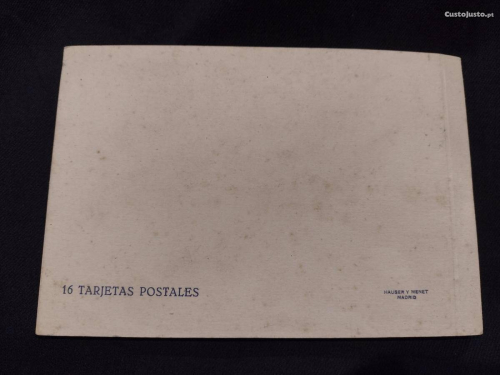 CustoJusto.pt
16 TARJETAS POSTALES
HAUSER Y MENET
MADRID